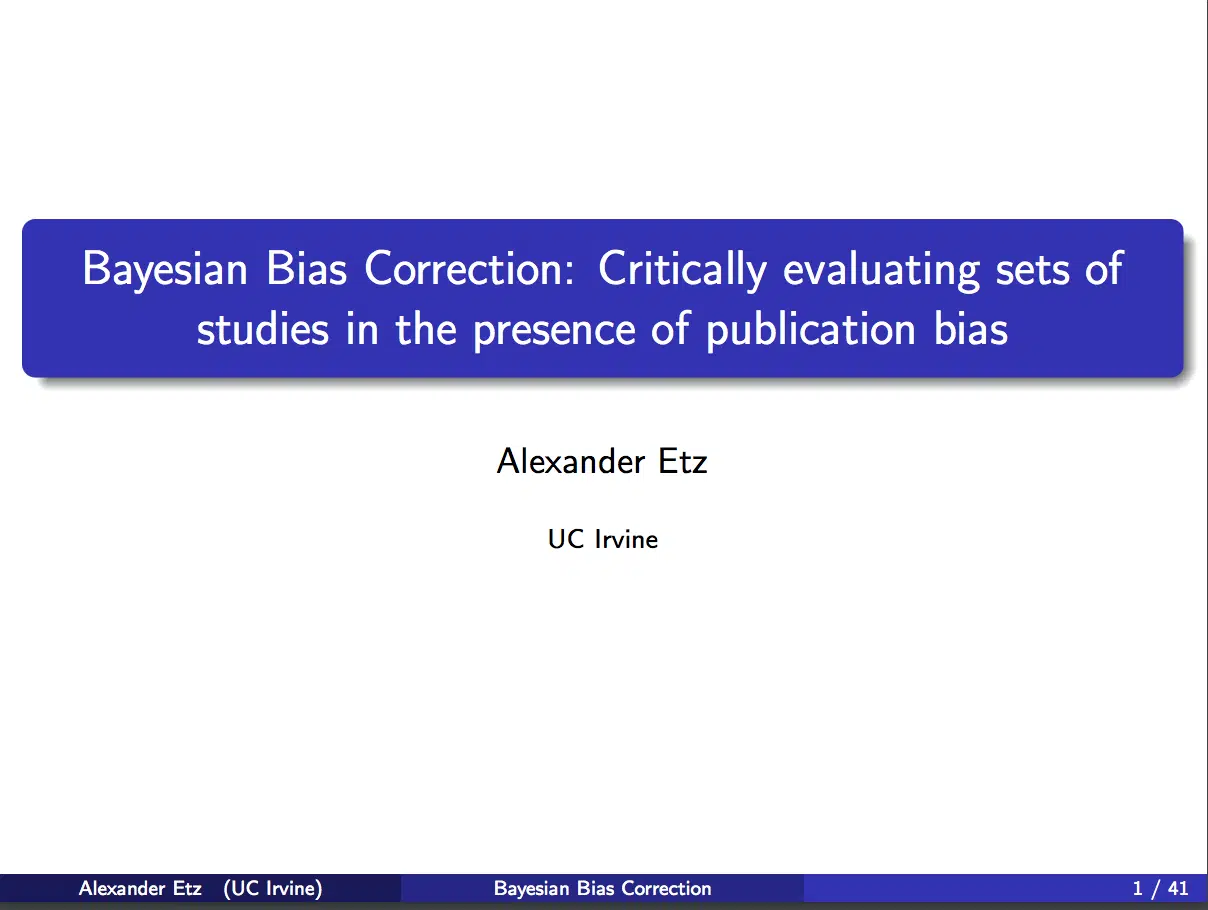 Bayesian Bias Correction: Critically evaluating sets of
studies in the presence of publication bias
Alexander Etz
UC Irvine
Alexander Etz (UC Irvine) Bayesian Bias Correction 1 / 41